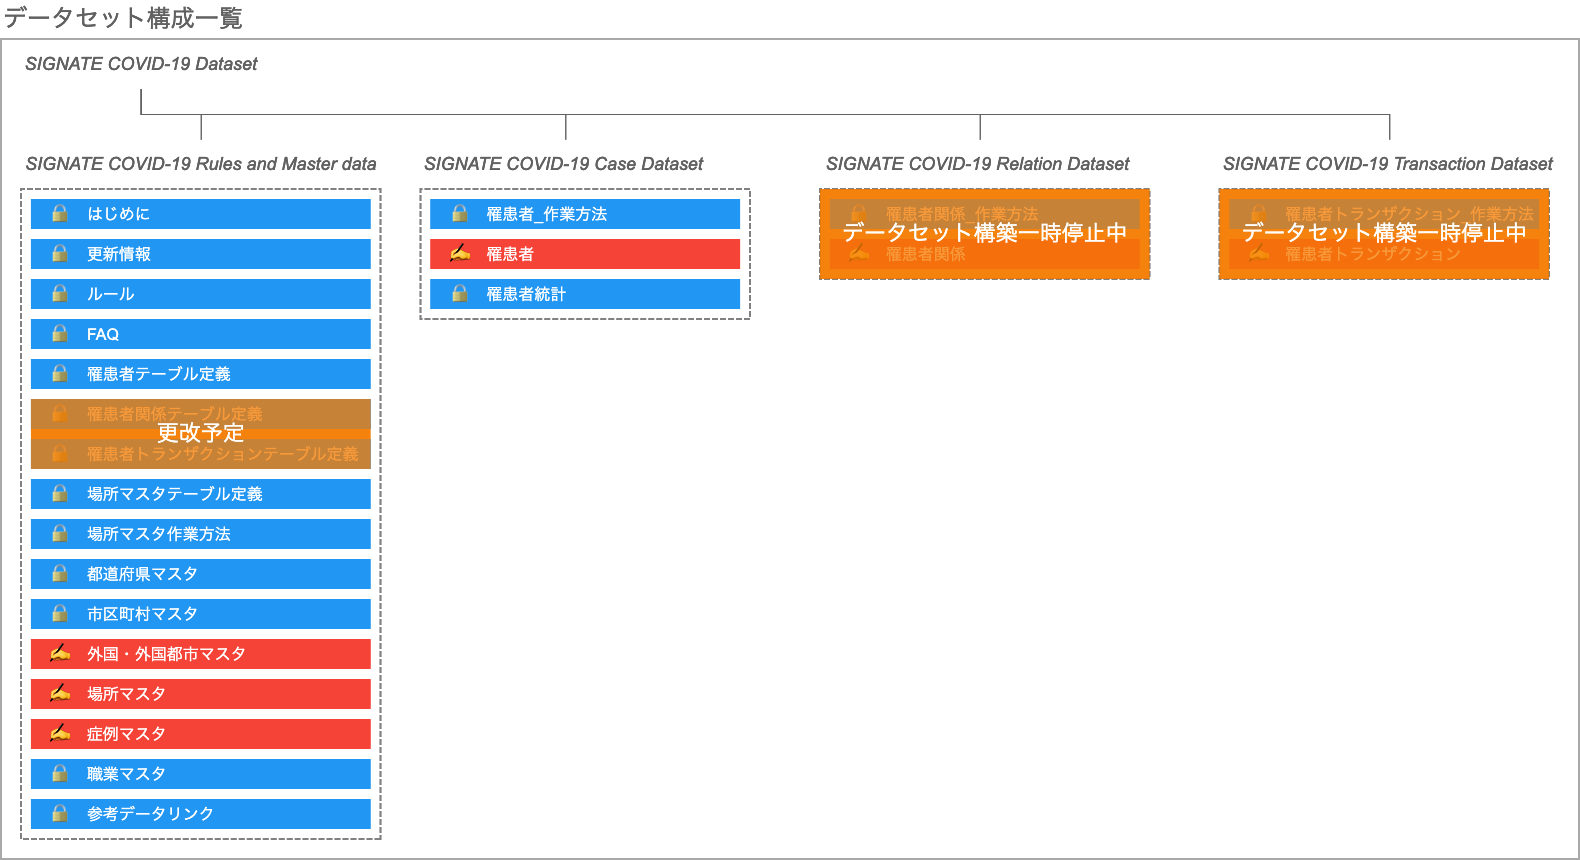 データセット構成一覧
SIGNATE COVID-19 Dataset
SIGNATE COVID-19 Rules and Master data
はじめに
更新情報
ルール
FAQ
罹患者テーブル定義
罹患者関係テーブル定義
更改予定
罹患者トランザクションテーブル定義
場所マスタテーブル定義
場所マスタ作業方法
都道府県マスタ
市区町村マスタ
外国・外国都市マスタ
場所マスタ
症例マスタ
職業マスタ
参考データリンク
SIGNATE COVID-19 Case Dataset
罹患者_作業方法
罹患者
罹患者統計
SIGNATE COVID-19 Relation Dataset
罹患者関係_作業方法
データセット構築一時停止中
罹患者関係
SIGNATE COVID-19 Transaction Dataset
罹患者トランザクション_作業方法
データセット構築一時停止中
罹患者トランザクション